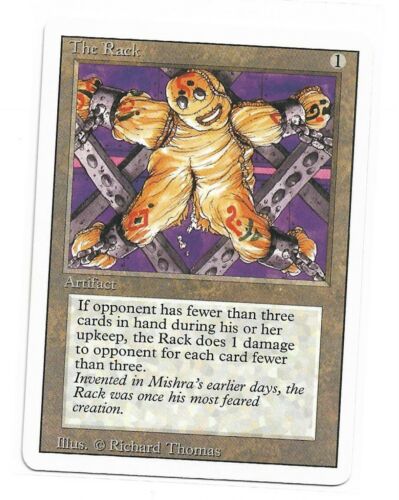 The Rack 1
Artifact
If opponent has fewer than three
cards in hand during his or her
upkeep, the Rack does 1 damage
to opponent for each card fewer
than three.
Invented in Mishra's earlier days, the
Rack was once his most feared
creation.
Illus. © Richard Thomas